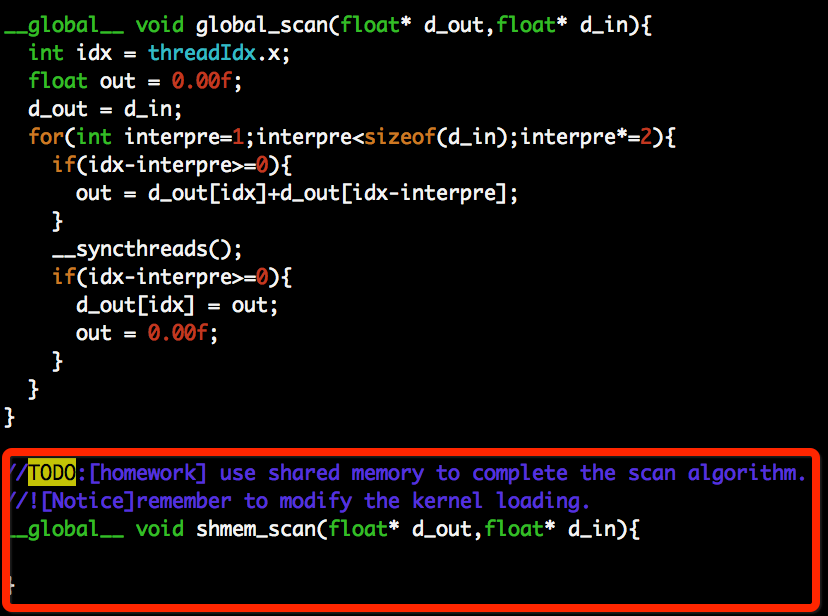 __global__ void global_scan(float* d_out,float* d_in){
int idx = threadIdx.x;
float out = 0.00f;
d_out = d_in;
for(int interpre=1;interpre<sizeof(d_in);interpre*=2){
if(idx-interpre>=0){
out = d_out[idx]+d_out[idx-interpre];
}
__syncthreads();
if(idx-interpre>=0){
d_out[idx] = out;
out = 0.00f;
}
}
}
//TODO:[homework] use shared memory to complete the scan algorithm.
//![Notice]remember to modify the kernel loading.
__global__ void shmem_scan(float* d_out,float* d_in){
}